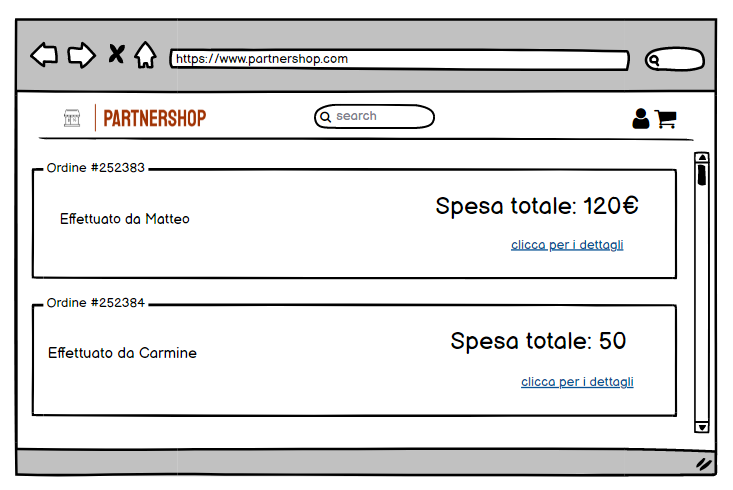 https://www.partnershop.com
PARTNERSHOP
search
Ordine #252383
Spesa totale: 120€
Effettuato da Matteo
clicca per i dettagli
Ordine #252384
Spesa totale: 50
Effettuato da Carmine
clicca per i dettagli